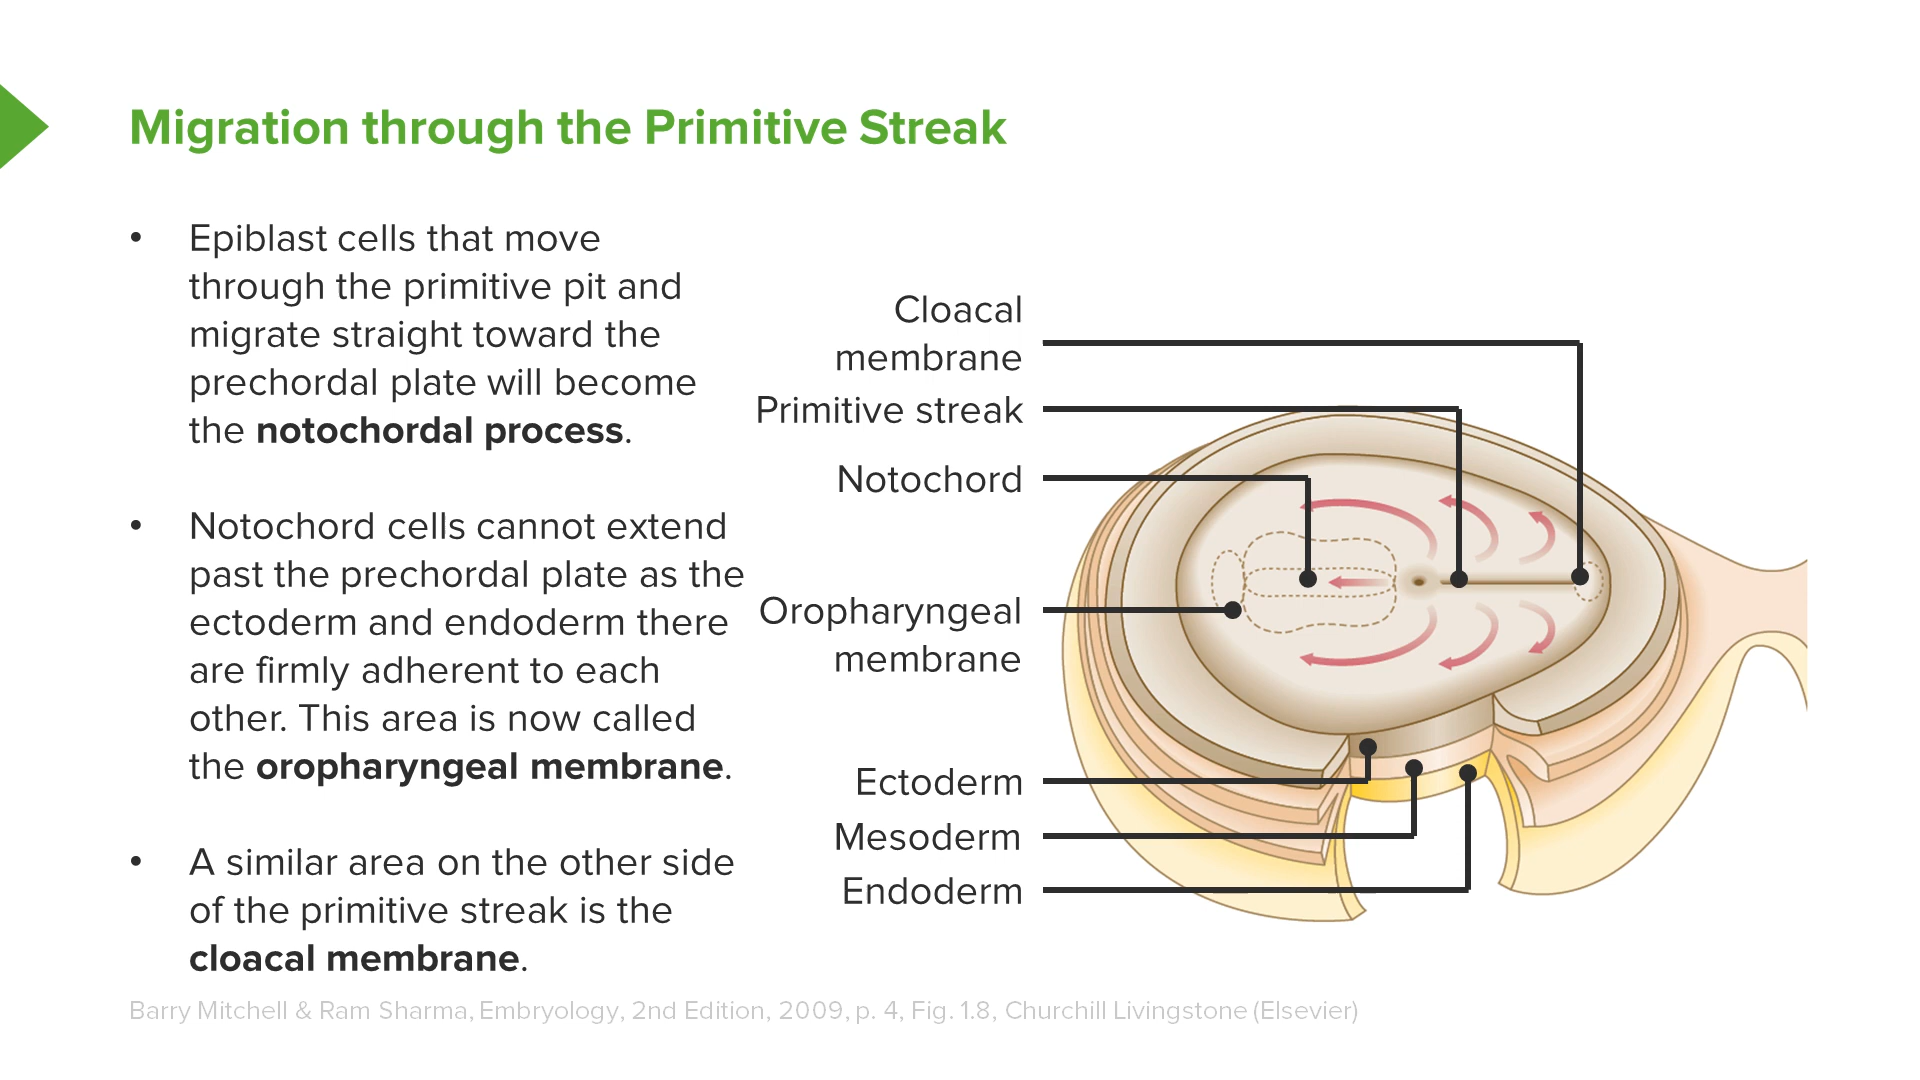 Migration through the Primitive Streak
• Epiblast cells that move
through the primitive pit and
migrate straight toward the
prechordal plate will become
the notochordal process.
• Notochord cells cannot extend
past the prechordal plate as the
ectoderm and endoderm there
are firmly adherent to each
other. This area is now called
the oropharyngeal membrane.
• A similar area on the other side
of the primitive streak is the
cloacal membrane.
Cloacal
membrane
Primitive streak
Notochord
Oropharyngeal
membrane
Ectoderm
Mesoderm
Endoderm
Barry Mitchell & Ram Sharma, Embryology, 2nd Edition, 2009, p. 4, Fig. 1.8, Churchill Livingstone (Elsevier)